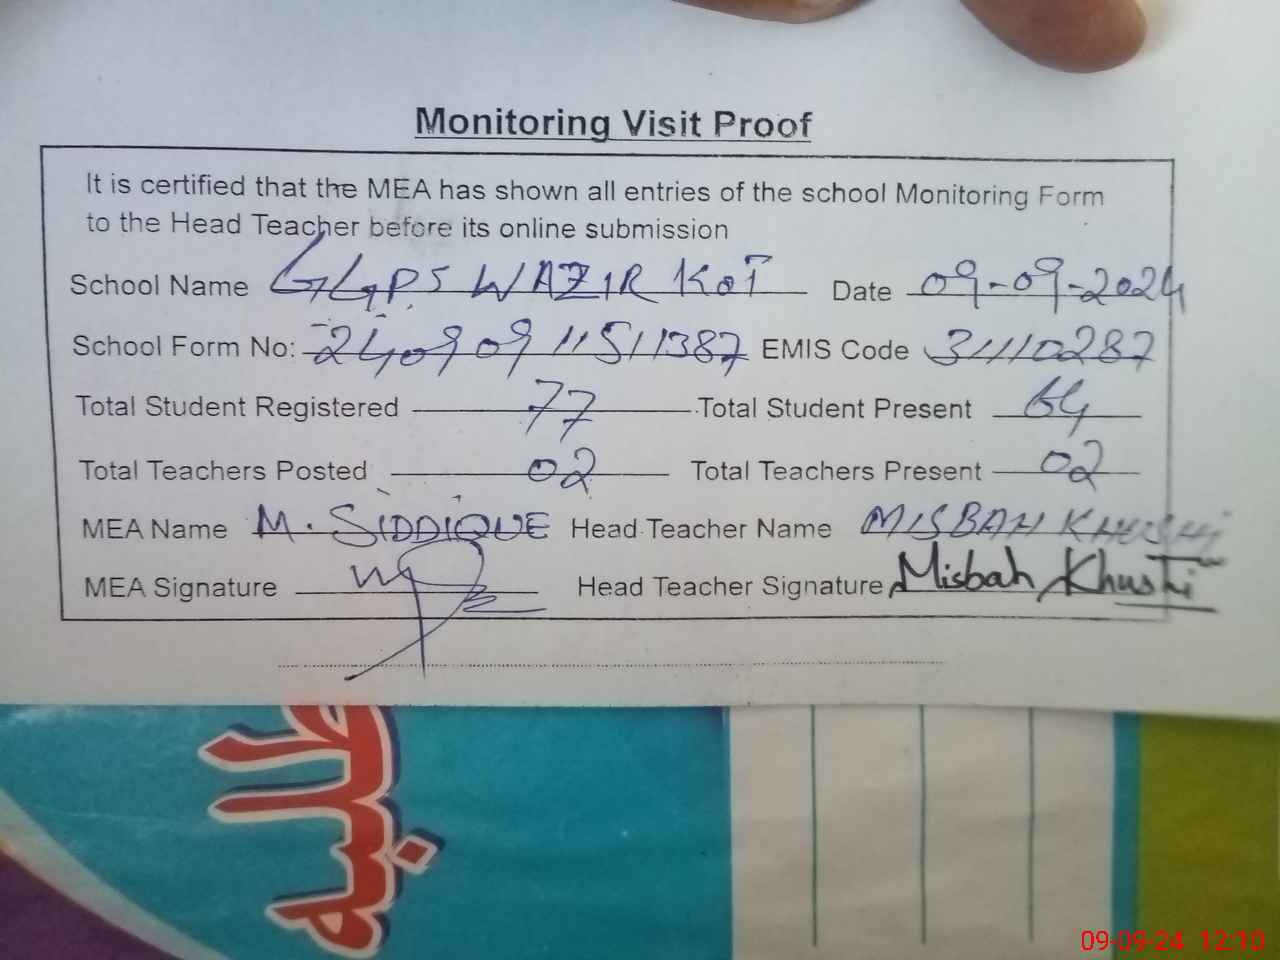 Monitoring Visit Proof
It is certified that the MEA has shown all entries of the school Monitoring Form
to the Head Teacher before its online submission
School Name GGPS WAZIR KOT Date 09-09-2024
School Form No: 24090911511387 EMIS Code 31110287
Total Student Registered 77 Total Student Present 64
Total Teachers Posted 02 Total Teachers Present 02
MEA Name M. SIDDIQUE Head Teacher Name MISBAH KHUSHI
MEA Signature Head Teacher Signature Misbah Khushi
طلبہ
09-09-24 12:10